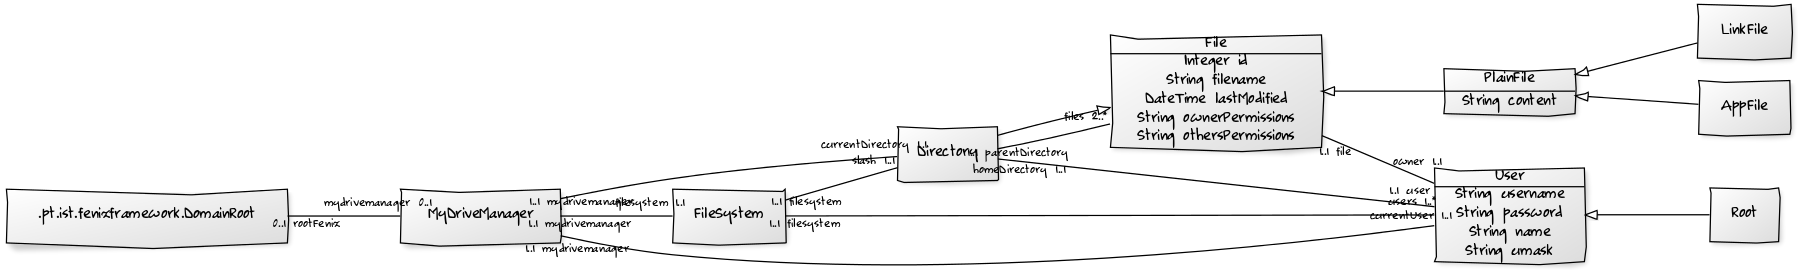 LinkFile
File
Integer id
String filename
DateTime lastModified
String ownerPermissions
String othersPermissions
PlainFile
String content
AppFile
files 2..*
currentDirectory 1..1
slash 1..1
Directory
parentDirectory
homeDirectory 1..1
1..1 file
owner 1..1
User
String username
String password
String name
String umask
1..1 user
users 1..*
currentUser 1..1
Root
.pt.ist.fenixframework.DomainRoot
mydrivemanager 0..1
0..1 rootFenix
MyDriveManager
1..1 mydrivemanager
filesystem 1..1
1..1 mydrivemanager
1..1 mydrivemanager
FileSystem
1..1 filesystem
1..1 filesystem